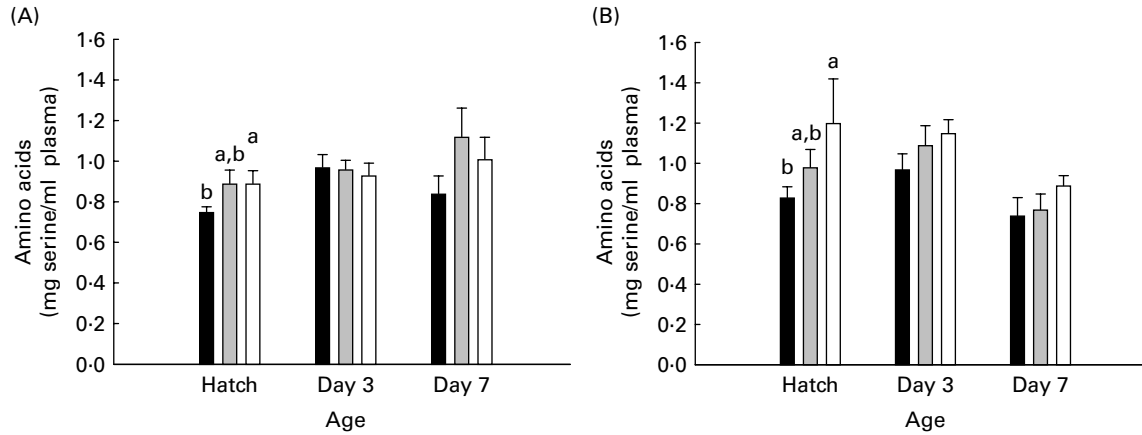 (A)
Amino acids
(mg serine/ml plasma)
1·6
1·4
1·2
1·0
0·8
0·6
0·4
0·2
0·0
b
a,b
a
Hatch
Day 3
Day 7
Age
(B)
Amino acids
(mg serine/ml plasma)
1·6
1·4
1·2
1·0
0·8
0·6
0·4
0·2
0·0
b
a,b
a
Hatch
Day 3
Day 7
Age